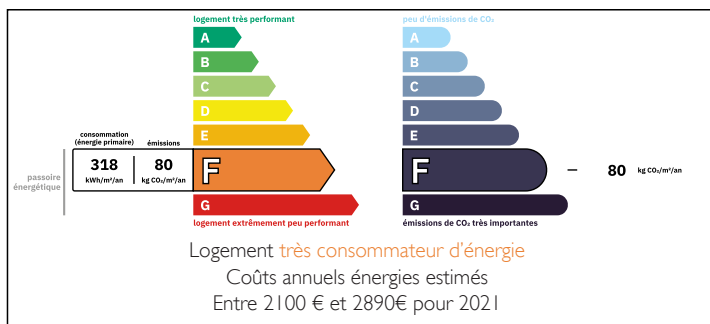 logement très performant
A
B
C
D
E
consommation
(énergie primaire)
émissions
318
kWh/m²/an
80
kg CO₂/m²/an
F
passoire
énergétique
G
logement extrêmement peu performant
peu d'émissions de CO₂
A
B
C
D
E
F
80 kg CO₂/m²/an
G
émissions de CO₂ très importantes
Logement très consommateur d'énergie
Coûts annuels énergies estimés
Entre 2100 € et 2890€ pour 2021